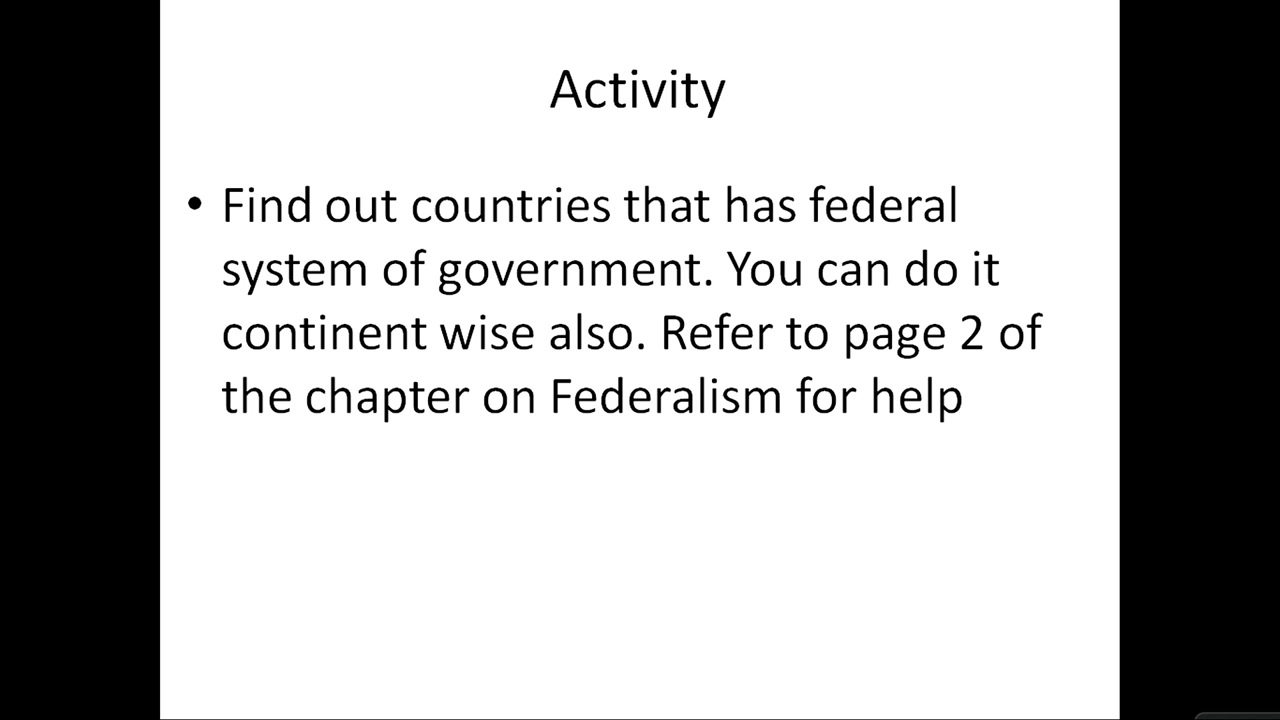 Activity
• Find out countries that has federal
system of government. You can do it
continent wise also. Refer to page 2 of
the chapter on Federalism for help